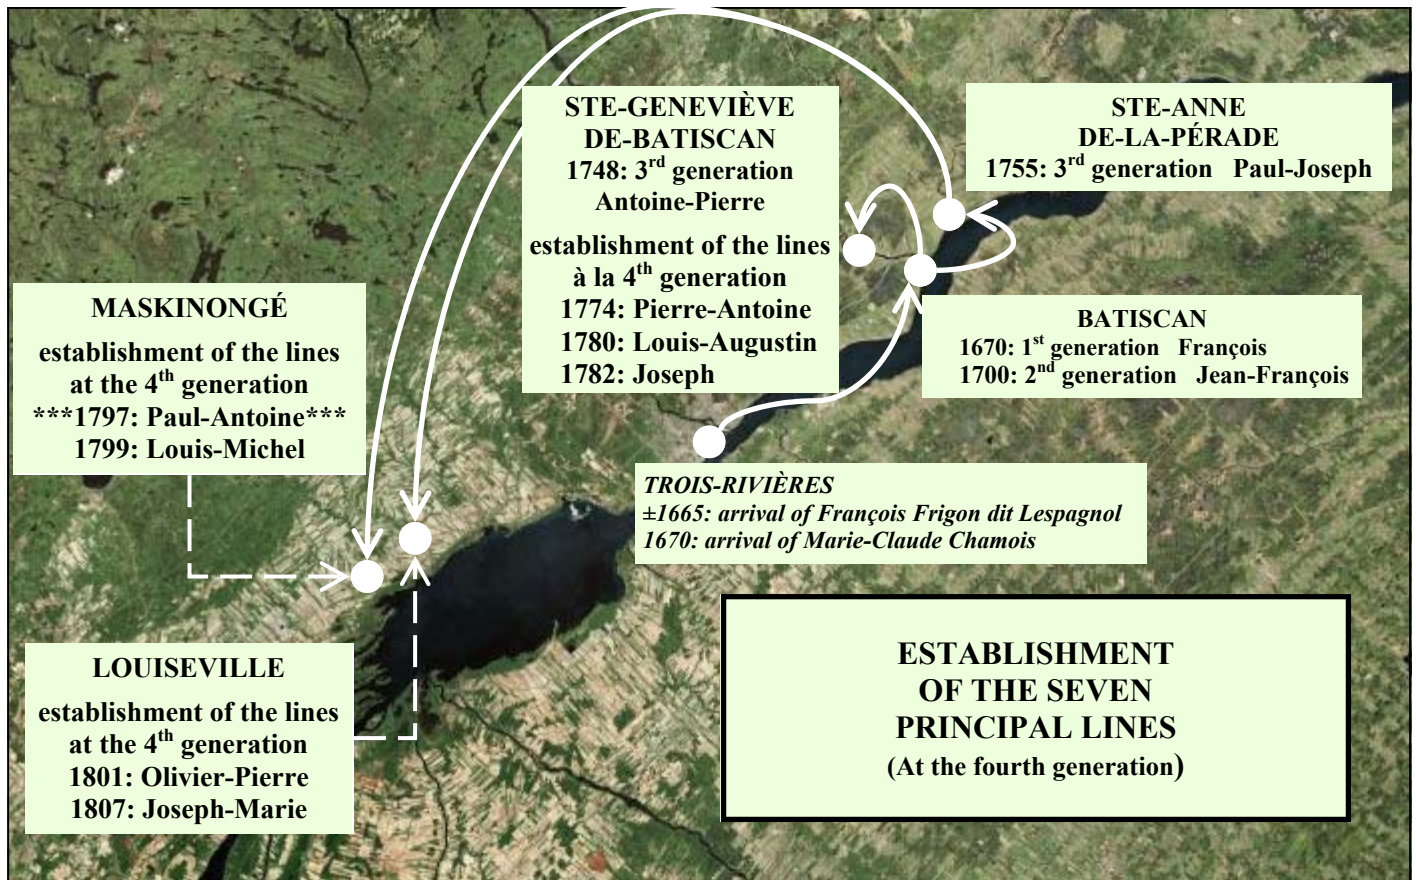 STE-GENEVIÈVE
DE-BATISCAN
1748: 3rd generation
Antoine-Pierre
establishment of the lines
à la 4th generation
1774: Pierre-Antoine
1780: Louis-Augustin
1782: Joseph
STE-ANNE
DE-LA-PÉRADE
1755: 3rd generation Paul-Joseph
MASKINONGÉ
establishment of the lines
at the 4th generation
***1797: Paul-Antoine***
1799: Louis-Michel
BATISCAN
1670: 1st generation François
1700: 2nd generation Jean-François
TROIS-RIVIÈRES
±1665: arrival of François Frigon dit Lespagnol
1670: arrival of Marie-Claude Chamois
LOUISEVILLE
establishment of the lines
at the 4th generation
1801: Olivier-Pierre
1807: Joseph-Marie
ESTABLISHMENT
OF THE SEVEN
PRINCIPAL LINES
(At the fourth generation)